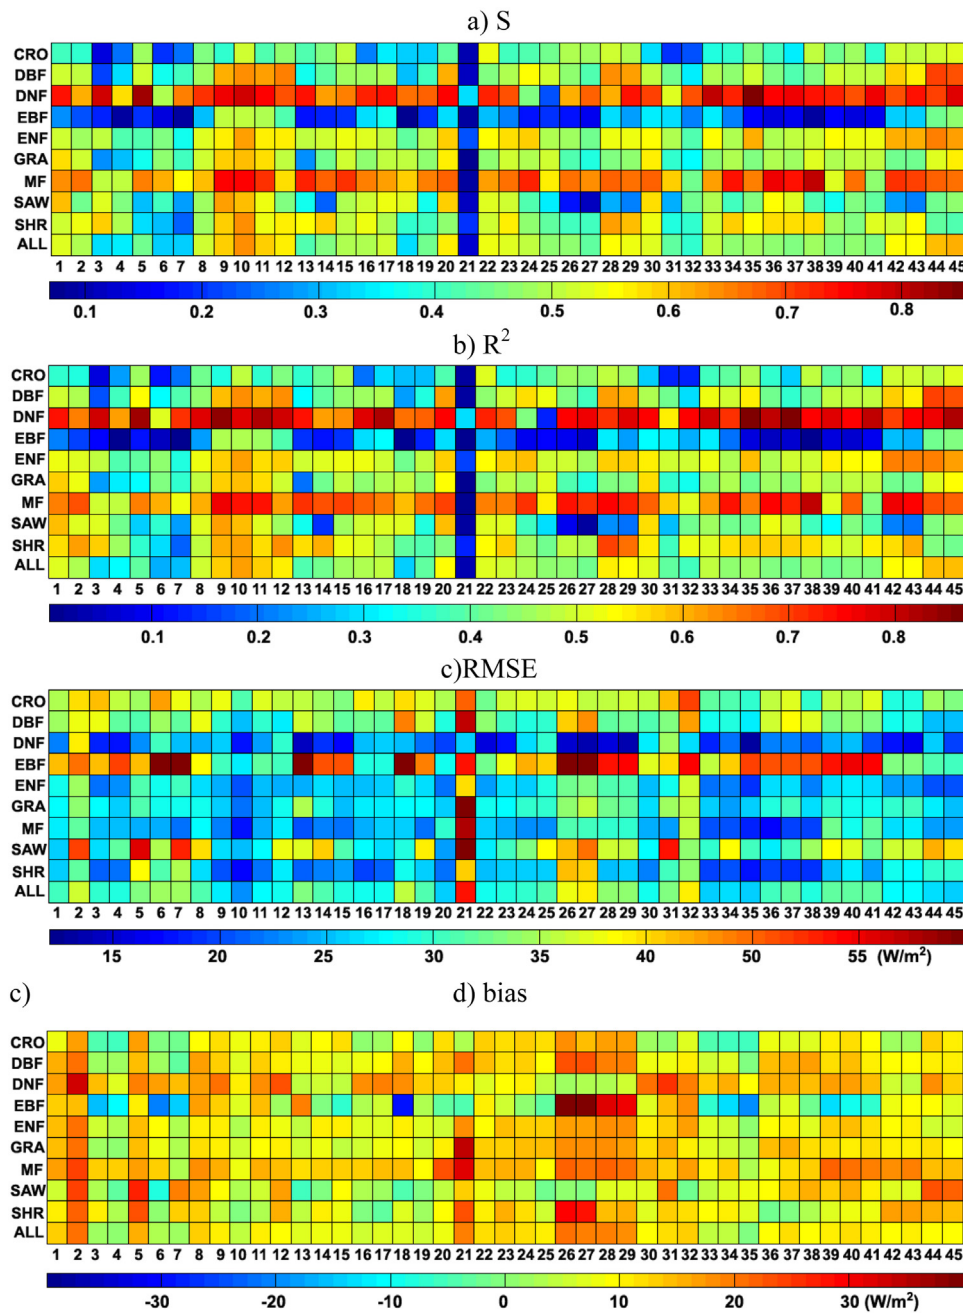 a) S
CRO
DBF
DNF
EBF
ENF
GRA
MF
SAW
SHR
ALL
1 2 3 4 5 6 7 8 9 10 11 12 13 14 15 16 17 18 19 20 21 22 23 24 25 26 27 28 29 30 31 32 33 34 35 36 37 38 39 40 41 42 43 44 45
0.1 0.2 0.3 0.4 0.5 0.6 0.7 0.8
b) R²
CRO
DBF
DNF
EBF
ENF
GRA
MF
SAW
SHR
ALL
1 2 3 4 5 6 7 8 9 10 11 12 13 14 15 16 17 18 19 20 21 22 23 24 25 26 27 28 29 30 31 32 33 34 35 36 37 38 39 40 41 42 43 44 45
0.1 0.2 0.3 0.4 0.5 0.6 0.7 0.8
c)RMSE
CRO
DBF
DNF
EBF
ENF
GRA
MF
SAW
SHR
ALL
1 2 3 4 5 6 7 8 9 10 11 12 13 14 15 16 17 18 19 20 21 22 23 24 25 26 27 28 29 30 31 32 33 34 35 36 37 38 39 40 41 42 43 44 45
15 20 25 30 35 40 50 55 (W/m²)
c) d) bias
CRO
DBF
DNF
EBF
ENF
GRA
MF
SAW
SHR
ALL
1 2 3 4 5 6 7 8 9 10 11 12 13 14 15 16 17 18 19 20 21 22 23 24 25 26 27 28 29 30 31 32 33 34 35 36 37 38 39 40 41 42 43 44 45
-30 -20 -10 0 10 20 30 (W/m²)